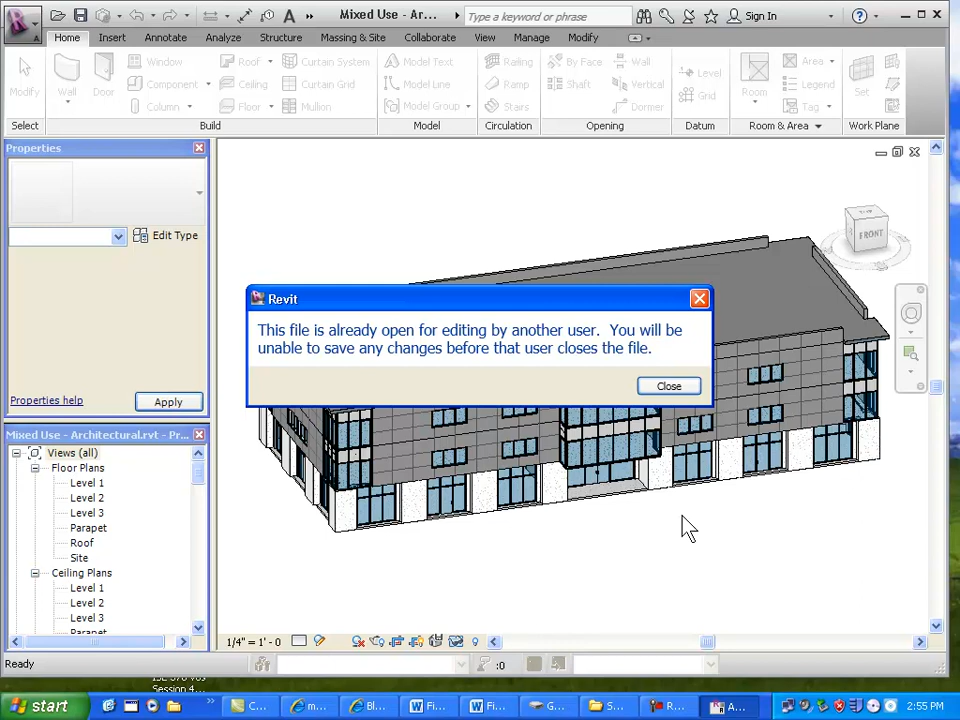 Mixed Use - Ar...
Type a keyword or phrase
Sign In
Home Insert Annotate Analyze Structure Massing & Site Collaborate View Manage Modify
Modify Wall Door Window Roof Curtain System Model Text Railing By Face Wall Level Room Area Set
Component Ceiling Curtain Grid Model Line Ramp Shaft Vertical Grid Legend
Column Floor Mullion Model Group Stairs Dormer Tag
Select Build Model Circulation Opening Datum Room & Area Work Plane
Properties
Edit Type
Properties help Apply
TOP
FRONT
Revit
This file is already open for editing by another user. You will be
unable to save any changes before that user closes the file.
Close
Mixed Use - Architectural.rvt - Pr...
Views (all)
Floor Plans
Level 1
Level 2
Level 3
Parapet
Roof
Site
Ceiling Plans
Level 1
Level 2
Level 3
Parapet
1/4" = 1'- 0
Ready
:0
Session 4...
start C... m... Bl... Fi... Fi... G... S... R... A... 2:55 PM